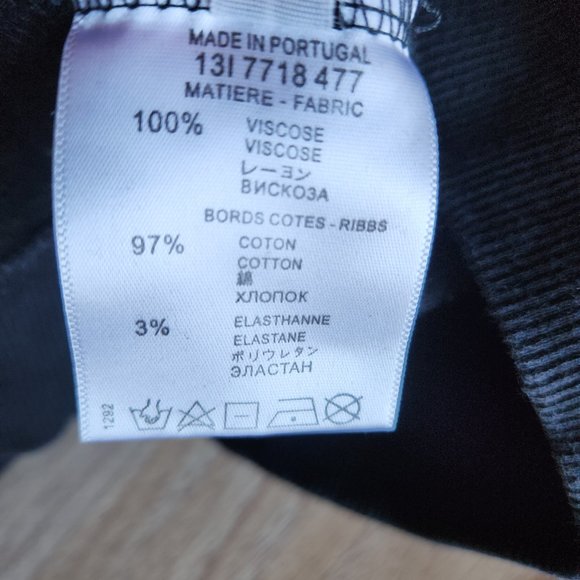 MADE IN PORTUGAL
13I 7718 477
MATIERE - FABRIC
100% VISCOSE
VISCOSE
レーヨン
ВИСКОЗА
BORDS COTES - RIBBS
97% COTON
COTTON
綿
ХЛОПОК
3% ELASTHANNE
ELASTANE
ポリウレタン
ЭЛАСТАН
1292